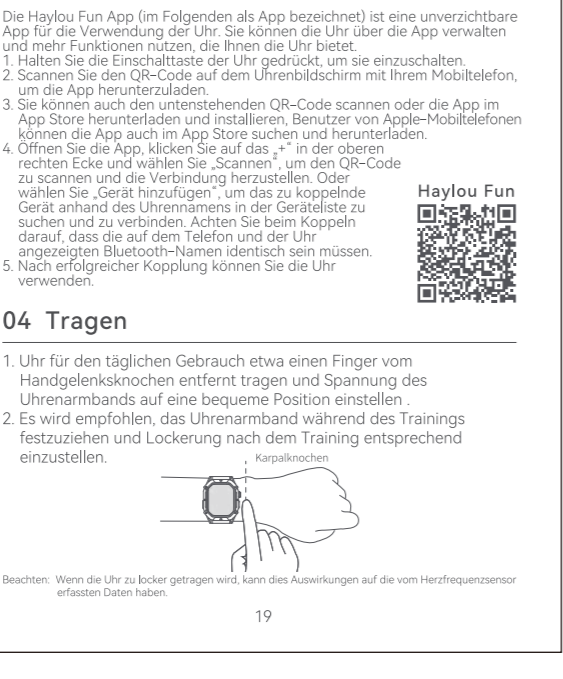 Die Haylou Fun App (im Folgenden als App bezeichnet) ist eine unverzichtbare
App für die Verwendung der Uhr. Sie können die Uhr über die App verwalten
und mehr Funktionen nutzen, die Ihnen die Uhr bietet.
1. Halten Sie die Einschalttaste der Uhr gedrückt, um sie einzuschalten.
2. Scannen Sie den QR-Code auf dem Uhrenbildschirm mit Ihrem Mobiltelefon,
um die App herunterzuladen.
3. Sie können auch den untenstehenden QR-Code scannen oder die App im
App Store herunterladen und installieren, Benutzer von Apple-Mobiltelefonen
können die App auch im App Store suchen und herunterladen.
4. Öffnen Sie die App, klicken Sie auf das „+“ in der oberen
rechten Ecke und wählen Sie „Scannen“, um den QR-Code
zu scannen und die Verbindung herzustellen. Oder
wählen Sie „Gerät hinzufügen“, um das zu koppelnde
Gerät anhand des Uhrennamens in der Geräteliste zu
suchen und zu verbinden. Achten Sie beim Koppeln
darauf, dass die auf dem Telefon und der Uhr
angezeigten Bluetooth-Namen identisch sein müssen.
5. Nach erfolgreicher Kopplung können Sie die Uhr
verwenden.
Haylou Fun
04 Tragen
1. Uhr für den täglichen Gebrauch etwa einen Finger vom
Handgelenksknochen entfernt tragen und Spannung des
Uhrenarmbands auf eine bequeme Position einstellen .
2. Es wird empfohlen, das Uhrenarmband während des Trainings
festzuziehen und Lockerung nach dem Training entsprechend
einzustellen.
Karpalknochen
Beachten: Wenn die Uhr zu locker getragen wird, kann dies Auswirkungen auf die vom Herzfrequenzsensor
erfassten Daten haben.
19